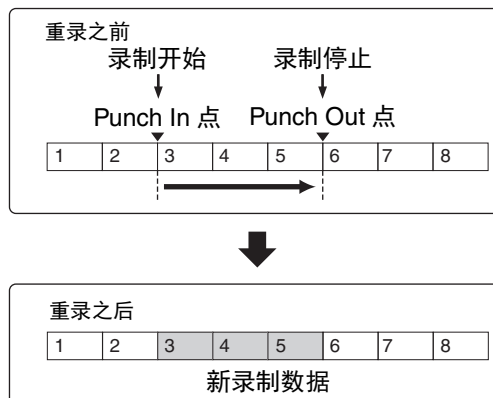 重录之前
录制开始 录制停止
Punch In 点 Punch Out 点
1 2 3 4 5 6 7 8
重录之后
1 2 3 4 5 6 7 8
新录制数据